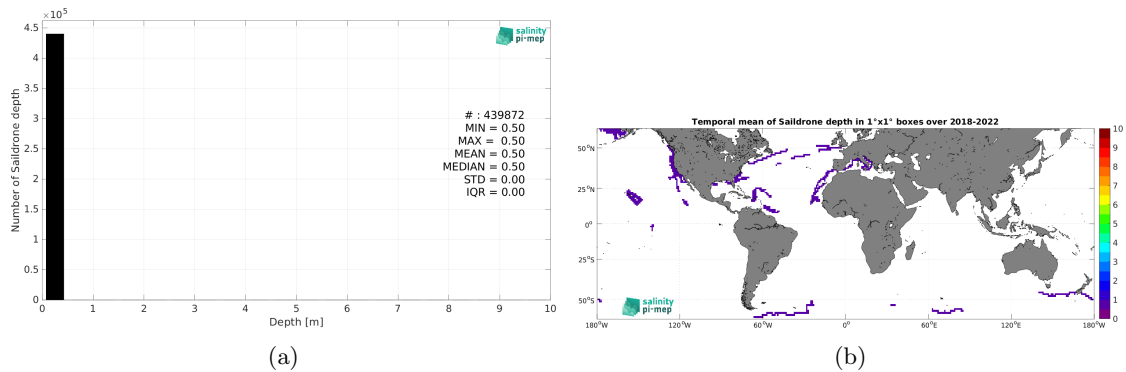 ×10⁵
4.5
4
3.5
3
2.5
2
1.5
1
0.5
0
Number of Saildrone depth
salinity
pi-mep
# : 439872
MIN = 0.50
MAX = 0.50
MEAN = 0.50
MEDIAN = 0.50
STD = 0.00
IQR = 0.00
0 1 2 3 4 5 6 7 8 9 10
Depth [m]
(a)
Temporal mean of Saildrone depth in 1°x1° boxes over 2018-2022
50°N
25°N
0°
25°S
50°S
salinity
pi-mep
180°W 120°W 60°W 0°E 60°E 120°E 180°W
10
9
8
7
6
5
4
3
2
1
0
(b)